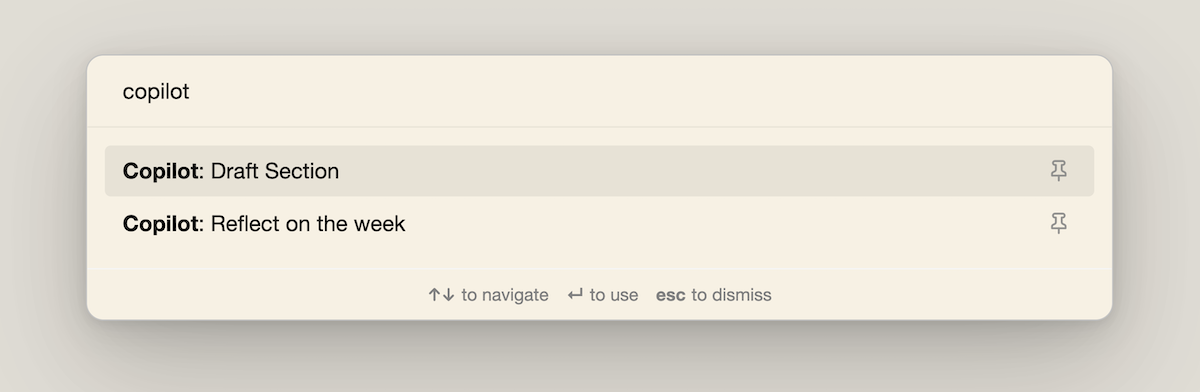 copilot
Copilot: Draft Section
Copilot: Reflect on the week
↑↓ to navigate ↵ to use esc to dismiss